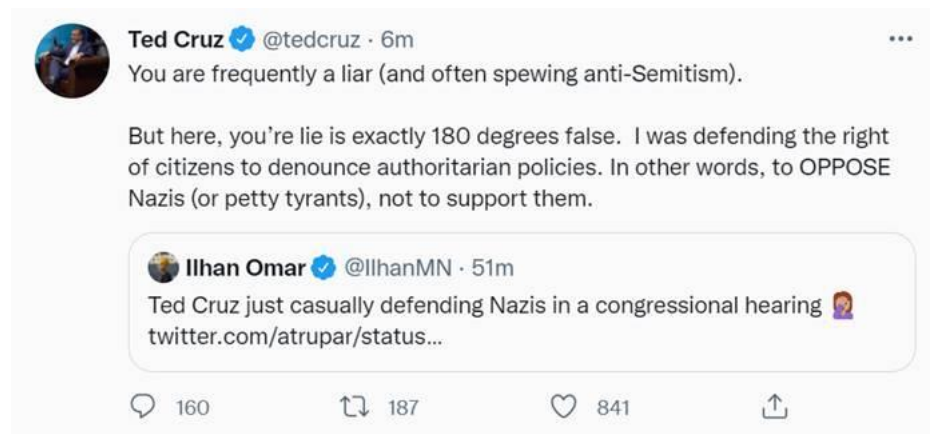 Ted Cruz @tedcruz · 6m
You are frequently a liar (and often spewing anti-Semitism).
But here, you’re lie is exactly 180 degrees false.  I was defending the right
of citizens to denounce authoritarian policies. In other words, to OPPOSE
Nazis (or petty tyrants), not to support them.
Ilhan Omar @IlhanMN · 51m
Ted Cruz just casually defending Nazis in a congressional hearing 🤦🏽‍♀️
twitter.com/atrupar/status...
160 187 841